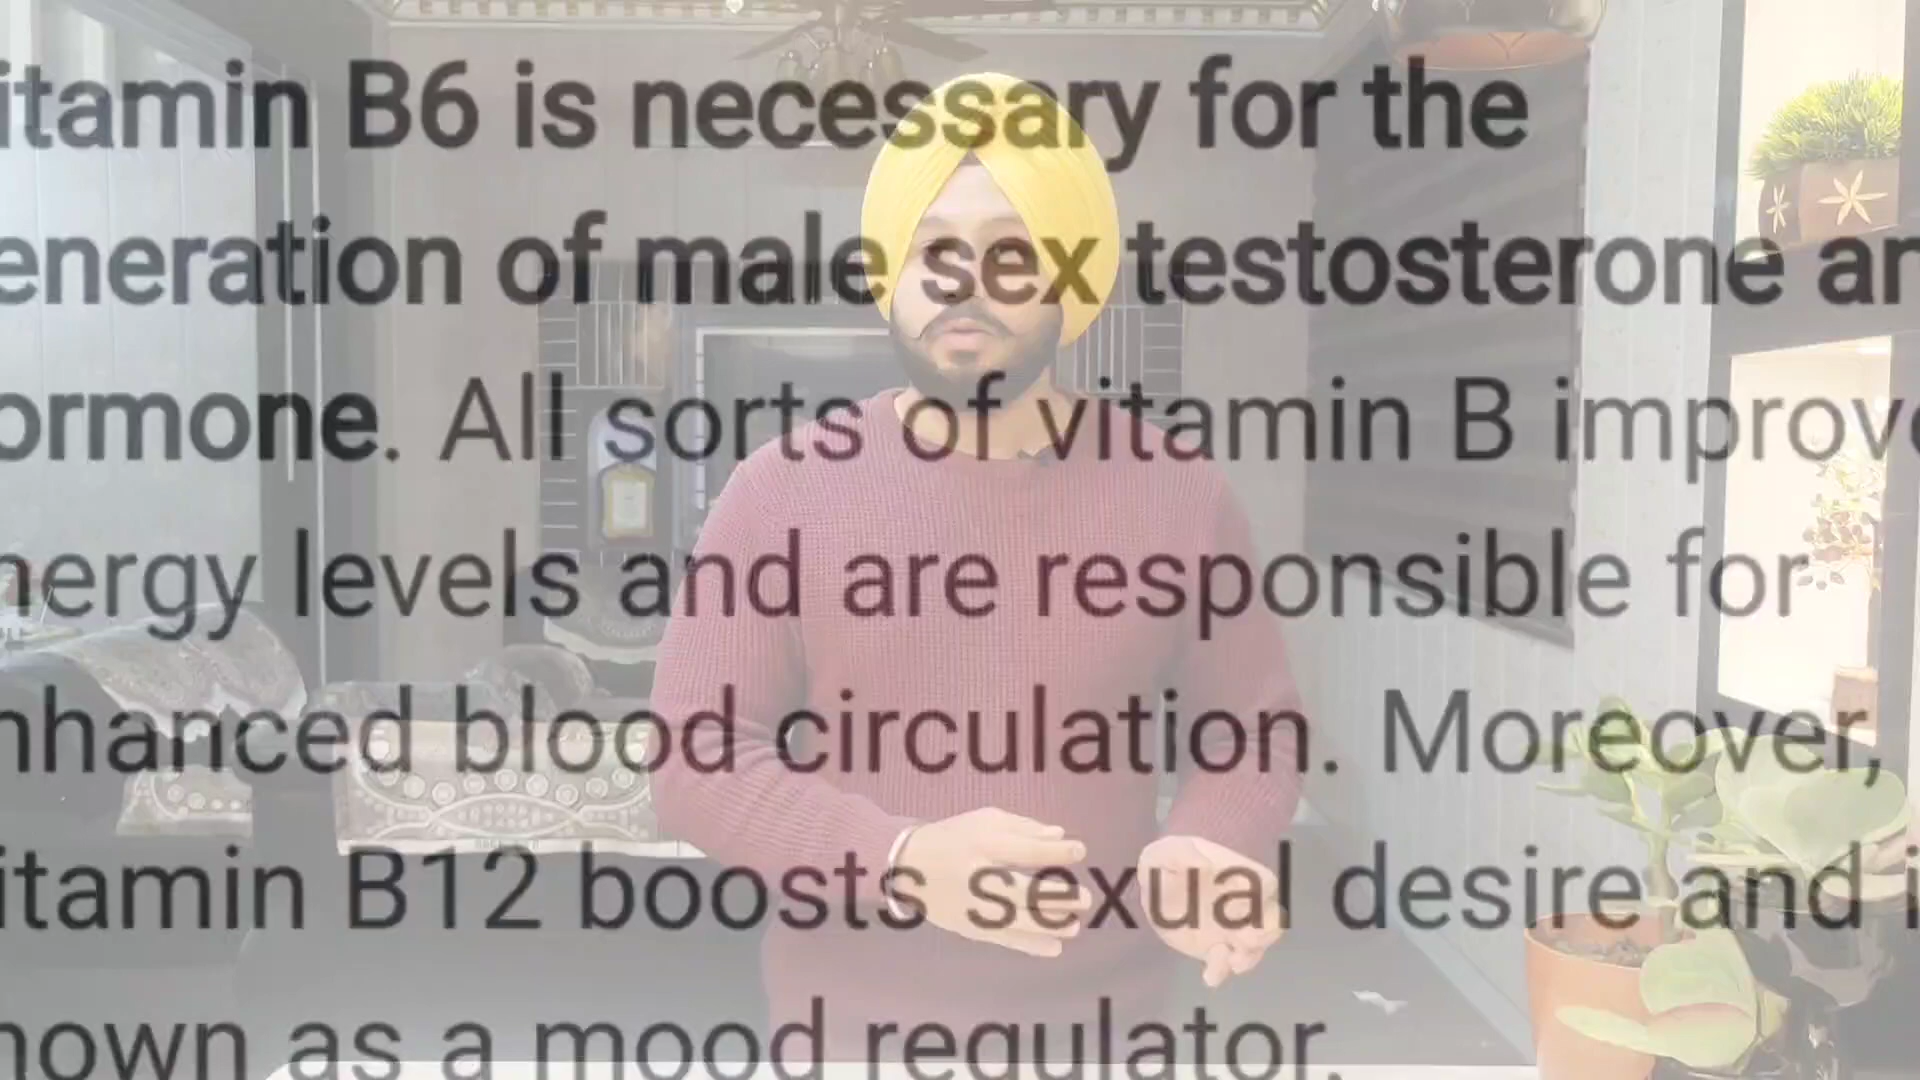 itamin B6 is necessary for the
eneration of male sex testosterone an
ormone. All sorts of vitamin B improve
nergy levels and are responsible for
nhanced blood circulation. Moreover,
itamin B12 boosts sexual desire and i
nown as a mood regulator.